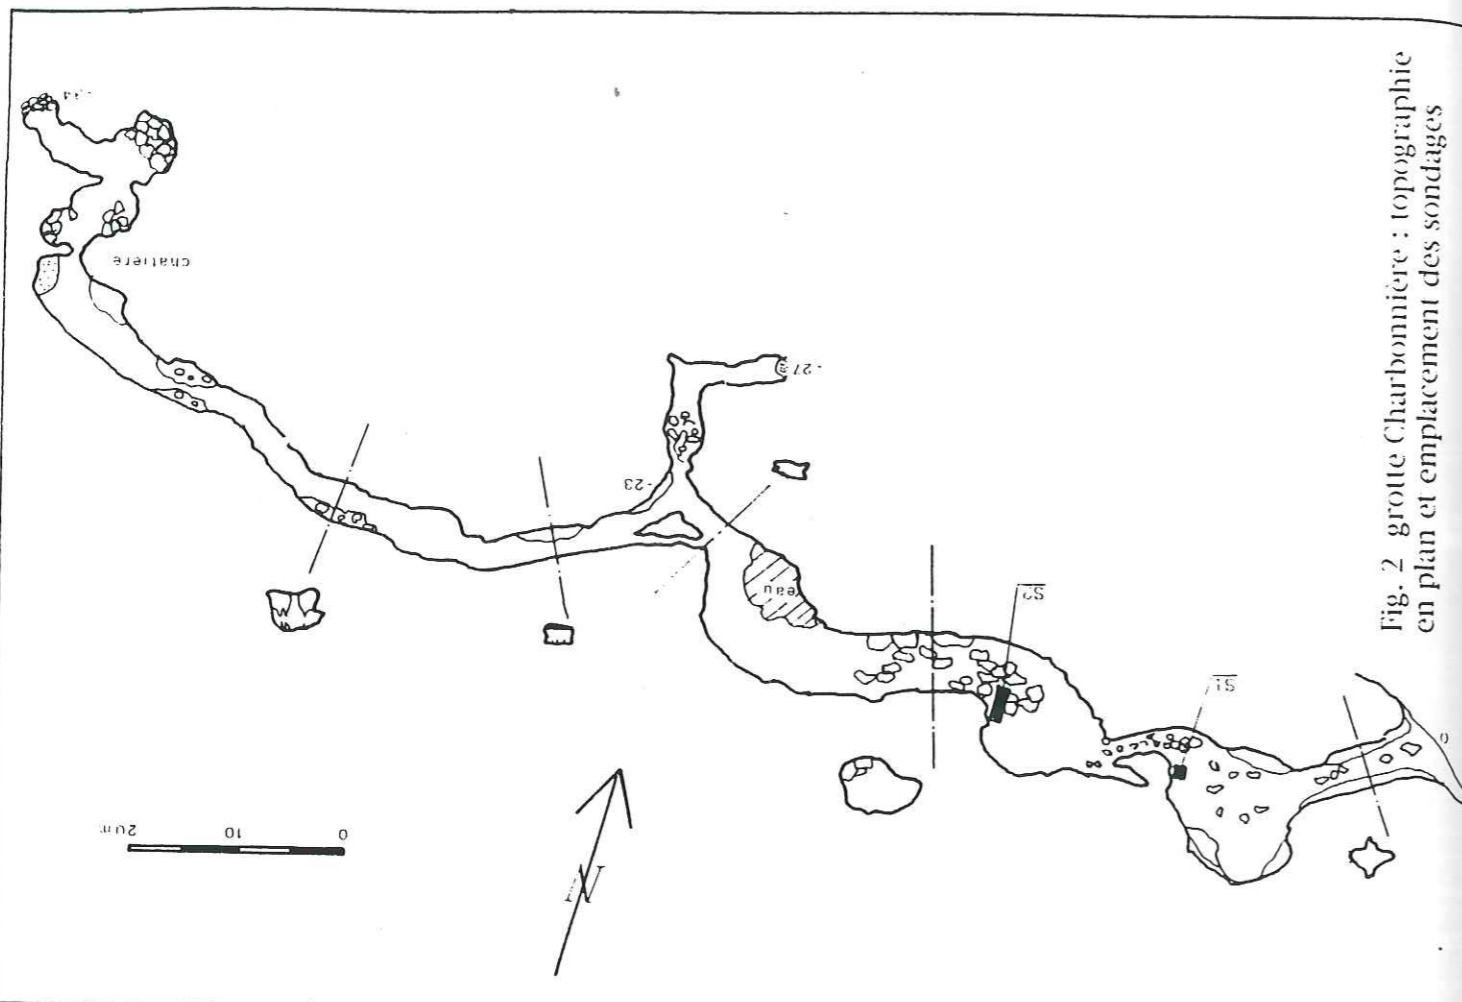 Fig. 2 grotte Charbonnière : topographie
en plan et emplacement des sondages
-34
chatière
-27
-23
eau
S2
S1
0
N
0 10 20m